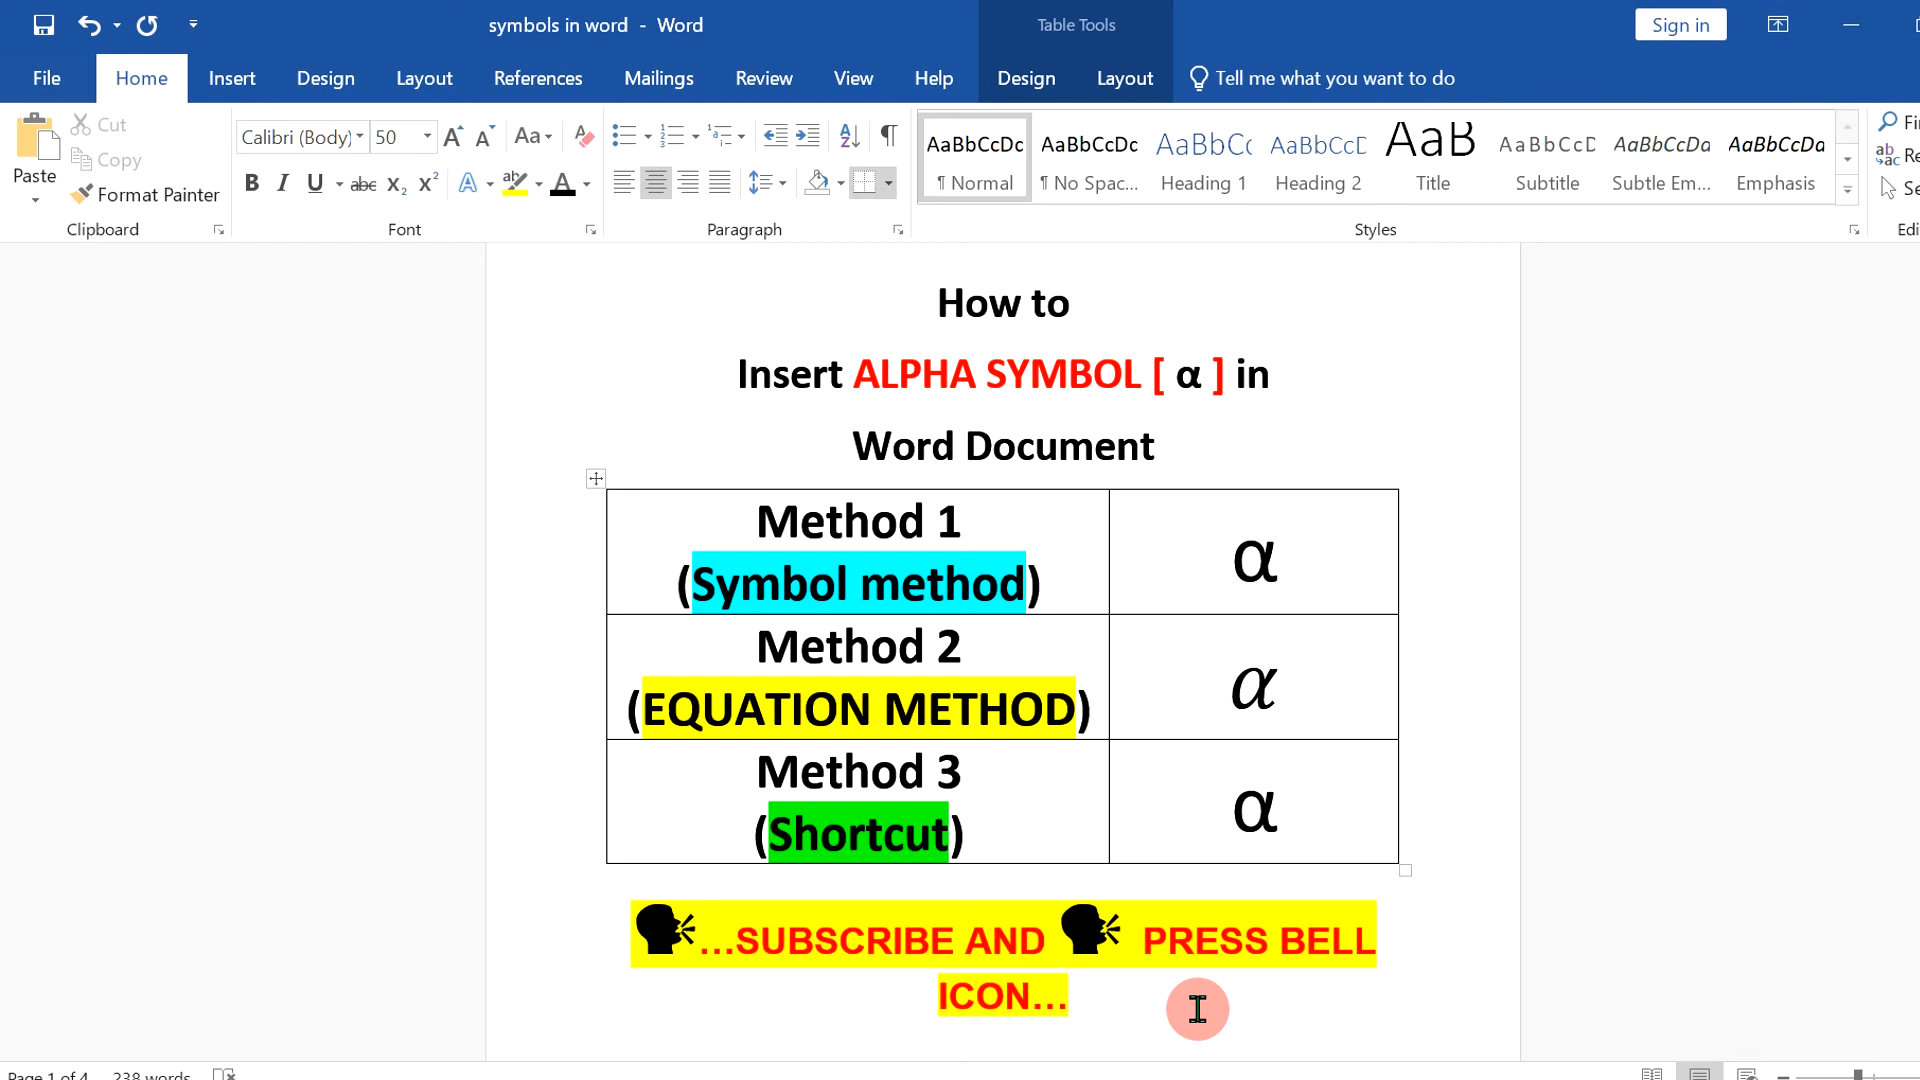 symbols in word - Word
Table Tools
Sign in
File Home Insert Design Layout References Mailings Review View Help Design Layout Tell me what you want to do
Paste
Cut
Copy
Format Painter
Clipboard
Calibri (Body) 50
Font
Paragraph
AaBbCcDc AaBbCcDc AaBbCc AaBbCcD AaB AaBbCcD AaBbCcDa AaBbCcDa
¶ Normal ¶ No Spac... Heading 1 Heading 2 Title Subtitle Subtle Em... Emphasis
Styles
How to
Insert ALPHA SYMBOL [ α ] in
Word Document
Method 1
(Symbol method)
α
Method 2
(EQUATION METHOD)
𝛼
Method 3
(Shortcut)
α
...SUBSCRIBE AND PRESS BELL
ICON...
Page 1 of 4 238 words